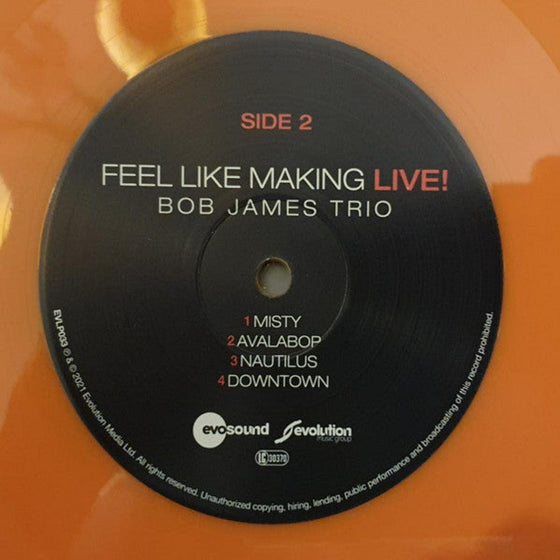 SIDE 2
FEEL LIKE MAKING LIVE!
BOB JAMES TRIO
1 MISTY
2 AVALABOP
3 NAUTILUS
4 DOWNTOWN
evosound evolution
music group
LC 30370
EVLP033 ℗ & © 2021 Evolution Media Ltd. All rights reserved. Unauthorized copying, hiring, lending, public performance and broadcasting of this record prohibited.